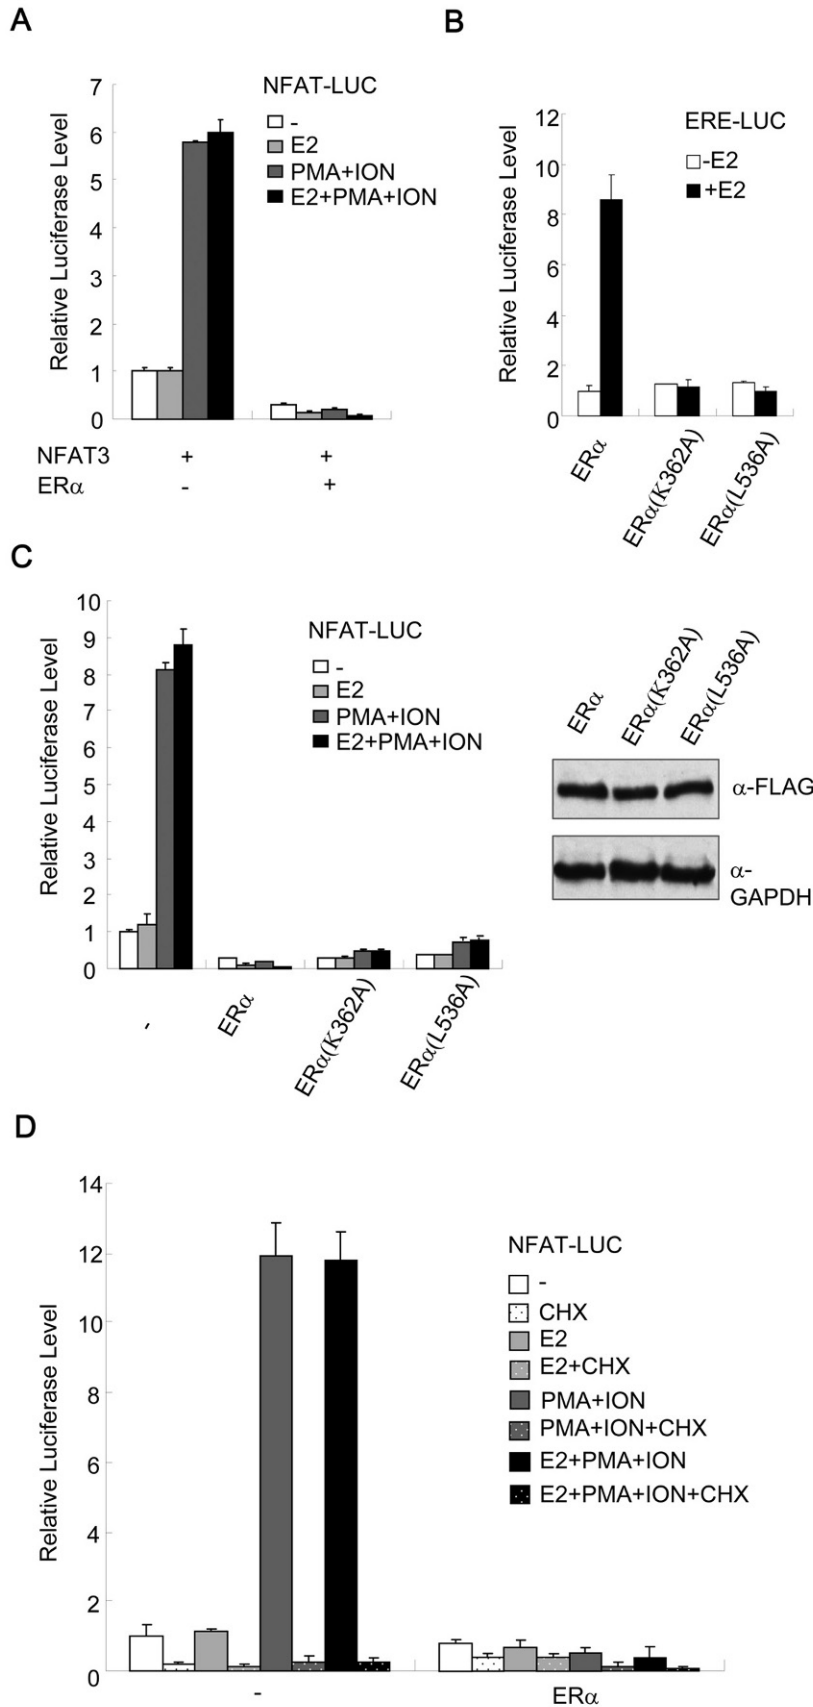 A
NFAT-LUC
-
E2
PMA+ION
E2+PMA+ION
Relative Luciferase Level
7
6
5
4
3
2
1
0
NFAT3 + +
ERα - +
B
ERE-LUC
-E2
+E2
Relative Luciferase Level
12
10
8
6
4
2
0
ERα
ERα(K362A)
ERα(L536A)
C
NFAT-LUC
-
E2
PMA+ION
E2+PMA+ION
Relative Luciferase Level
10
9
8
7
6
5
4
3
2
1
0
-
ERα
ERα(K362A)
ERα(L536A)
ERα
ERα(K362A)
ERα(L536A)
α-FLAG
α-
GAPDH
D
NFAT-LUC
-
CHX
E2
E2+CHX
PMA+ION
PMA+ION+CHX
E2+PMA+ION
E2+PMA+ION+CHX
Relative Luciferase Level
14
12
10
8
6
4
2
0
- ERα